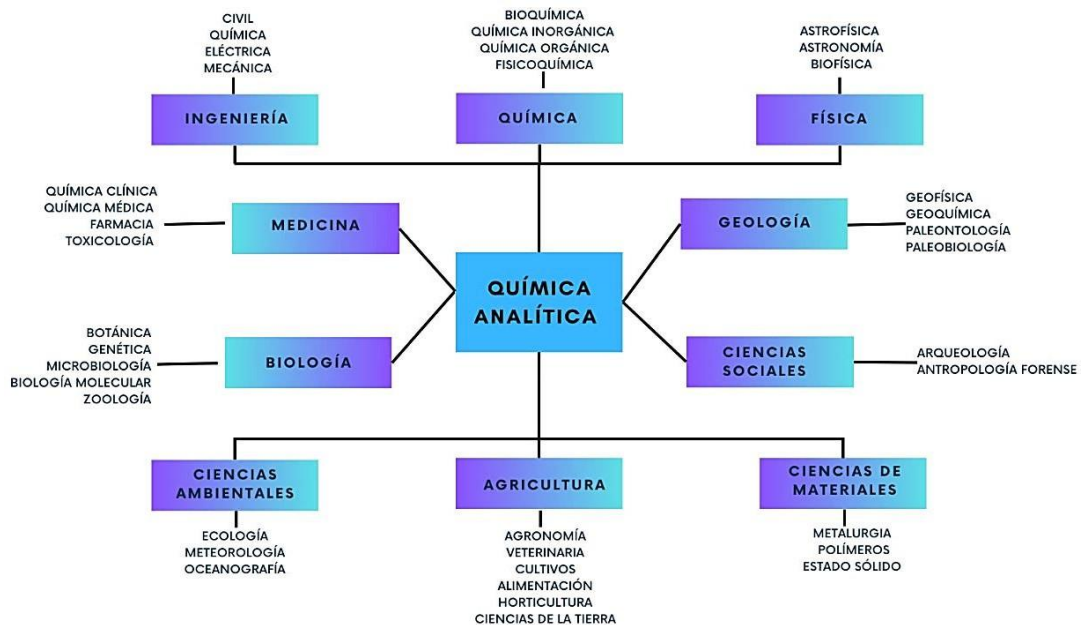 CIVIL
QUÍMICA
ELÉCTRICA
MECÁNICA
INGENIERÍA
BIOQUÍMICA
QUÍMICA INORGÁNICA
QUÍMICA ORGÁNICA
FISICOQUÍMICA
QUÍMICA
ASTROFÍSICA
ASTRONOMÍA
BIOFÍSICA
FÍSICA
QUÍMICA CLÍNICA
QUÍMICA MÉDICA
FARMACIA
TOXICOLOGÍA
MEDICINA
GEOLOGÍA
GEOFÍSICA
GEOQUÍMICA
PALEONTOLOGÍA
PALEOBIOLOGÍA
QUÍMICA
ANALÍTICA
BOTÁNICA
GENÉTICA
MICROBIOLOGÍA
BIOLOGÍA MOLECULAR
ZOOLOGÍA
BIOLOGÍA
CIENCIAS
SOCIALES
ARQUEOLOGÍA
ANTROPOLOGÍA FORENSE
CIENCIAS
AMBIENTALES
ECOLOGÍA
METEOROLOGÍA
OCEANOGRAFÍA
AGRICULTURA
AGRONOMÍA
VETERINARIA
CULTIVOS
ALIMENTACIÓN
HORTICULTURA
CIENCIAS DE LA TIERRA
CIENCIAS DE
MATERIALES
METALURGIA
POLÍMEROS
ESTADO SÓLIDO